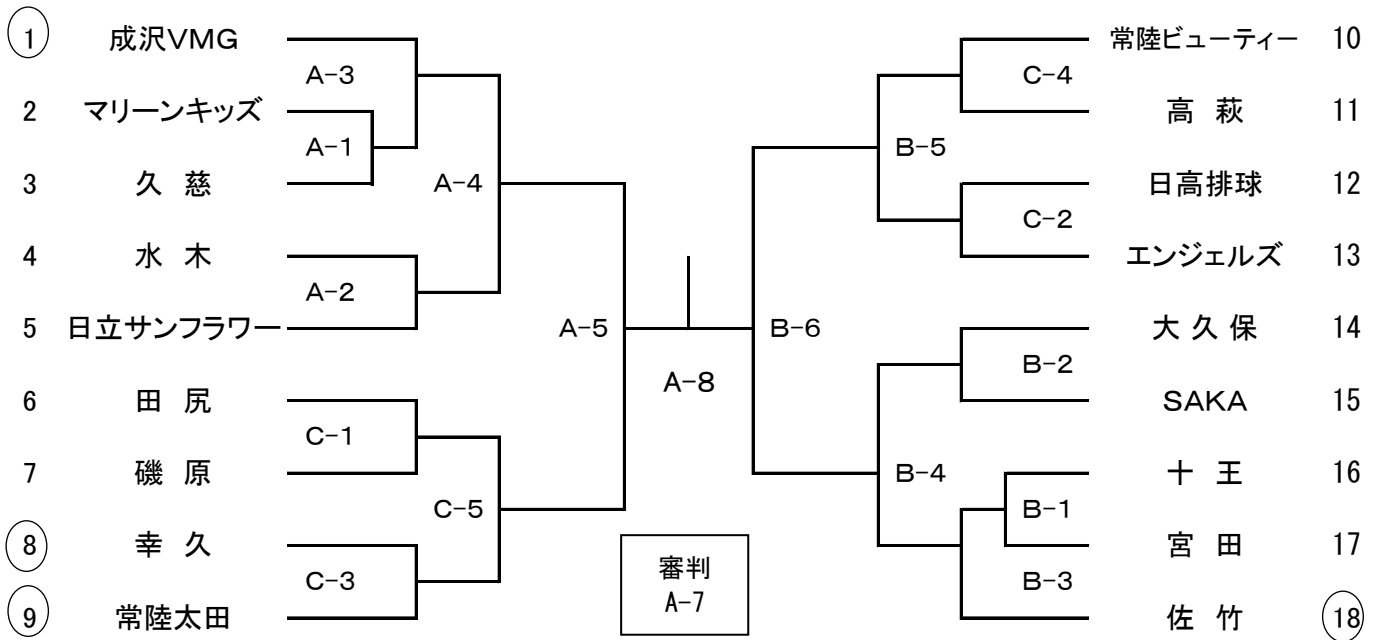 1 成沢VMG 常陸ビューティー 10
A-3 C-4
2 マリーンキッズ 高 萩 11
A-1 B-5
3 久 慈 A-4 日高排球 12
C-2
4 水 木 エンジェルズ 13
A-2
5 日立サンフラワー A-5 B-6 大 久 保 14
B-2
A-8
6 田 尻 SAKA 15
C-1
7 磯 原 B-4 十 王 16
C-5 B-1
8 幸 久 宮 田 17
審判
C-3 B-3
A-7
9 常陸太田 佐 竹 18